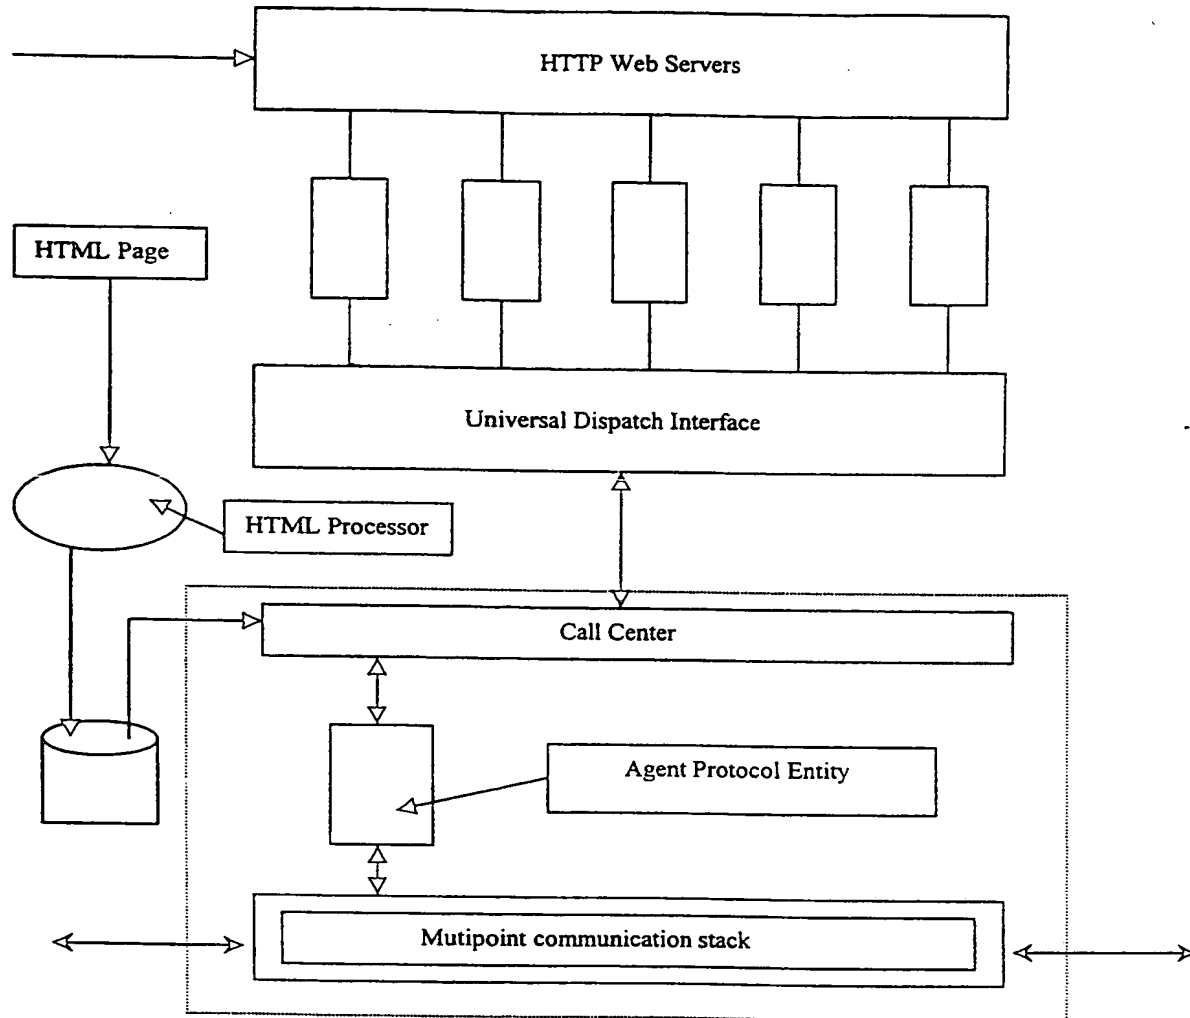 HTTP Web Servers
HTML Page
Universal Dispatch Interface
HTML Processor
Call Center
Agent Protocol Entity
Mutipoint communication stack